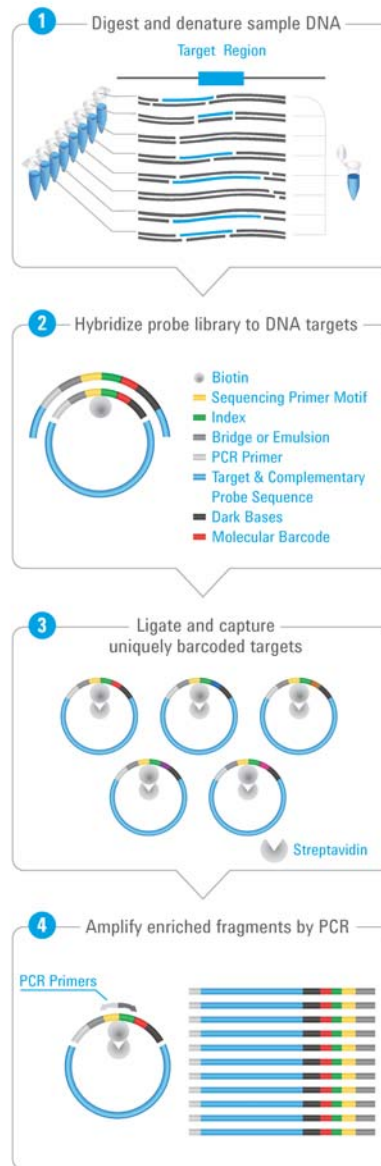 1 Digest and denature sample DNA
Target Region
2 Hybridize probe library to DNA targets
Biotin
Sequencing Primer Motif
Index
Bridge or Emulsion
PCR Primer
Target & Complementary
Probe Sequence
Dark Bases
Molecular Barcode
3 Ligate and capture
uniquely barcoded targets
Streptavidin
4 Amplify enriched fragments by PCR
PCR Primers